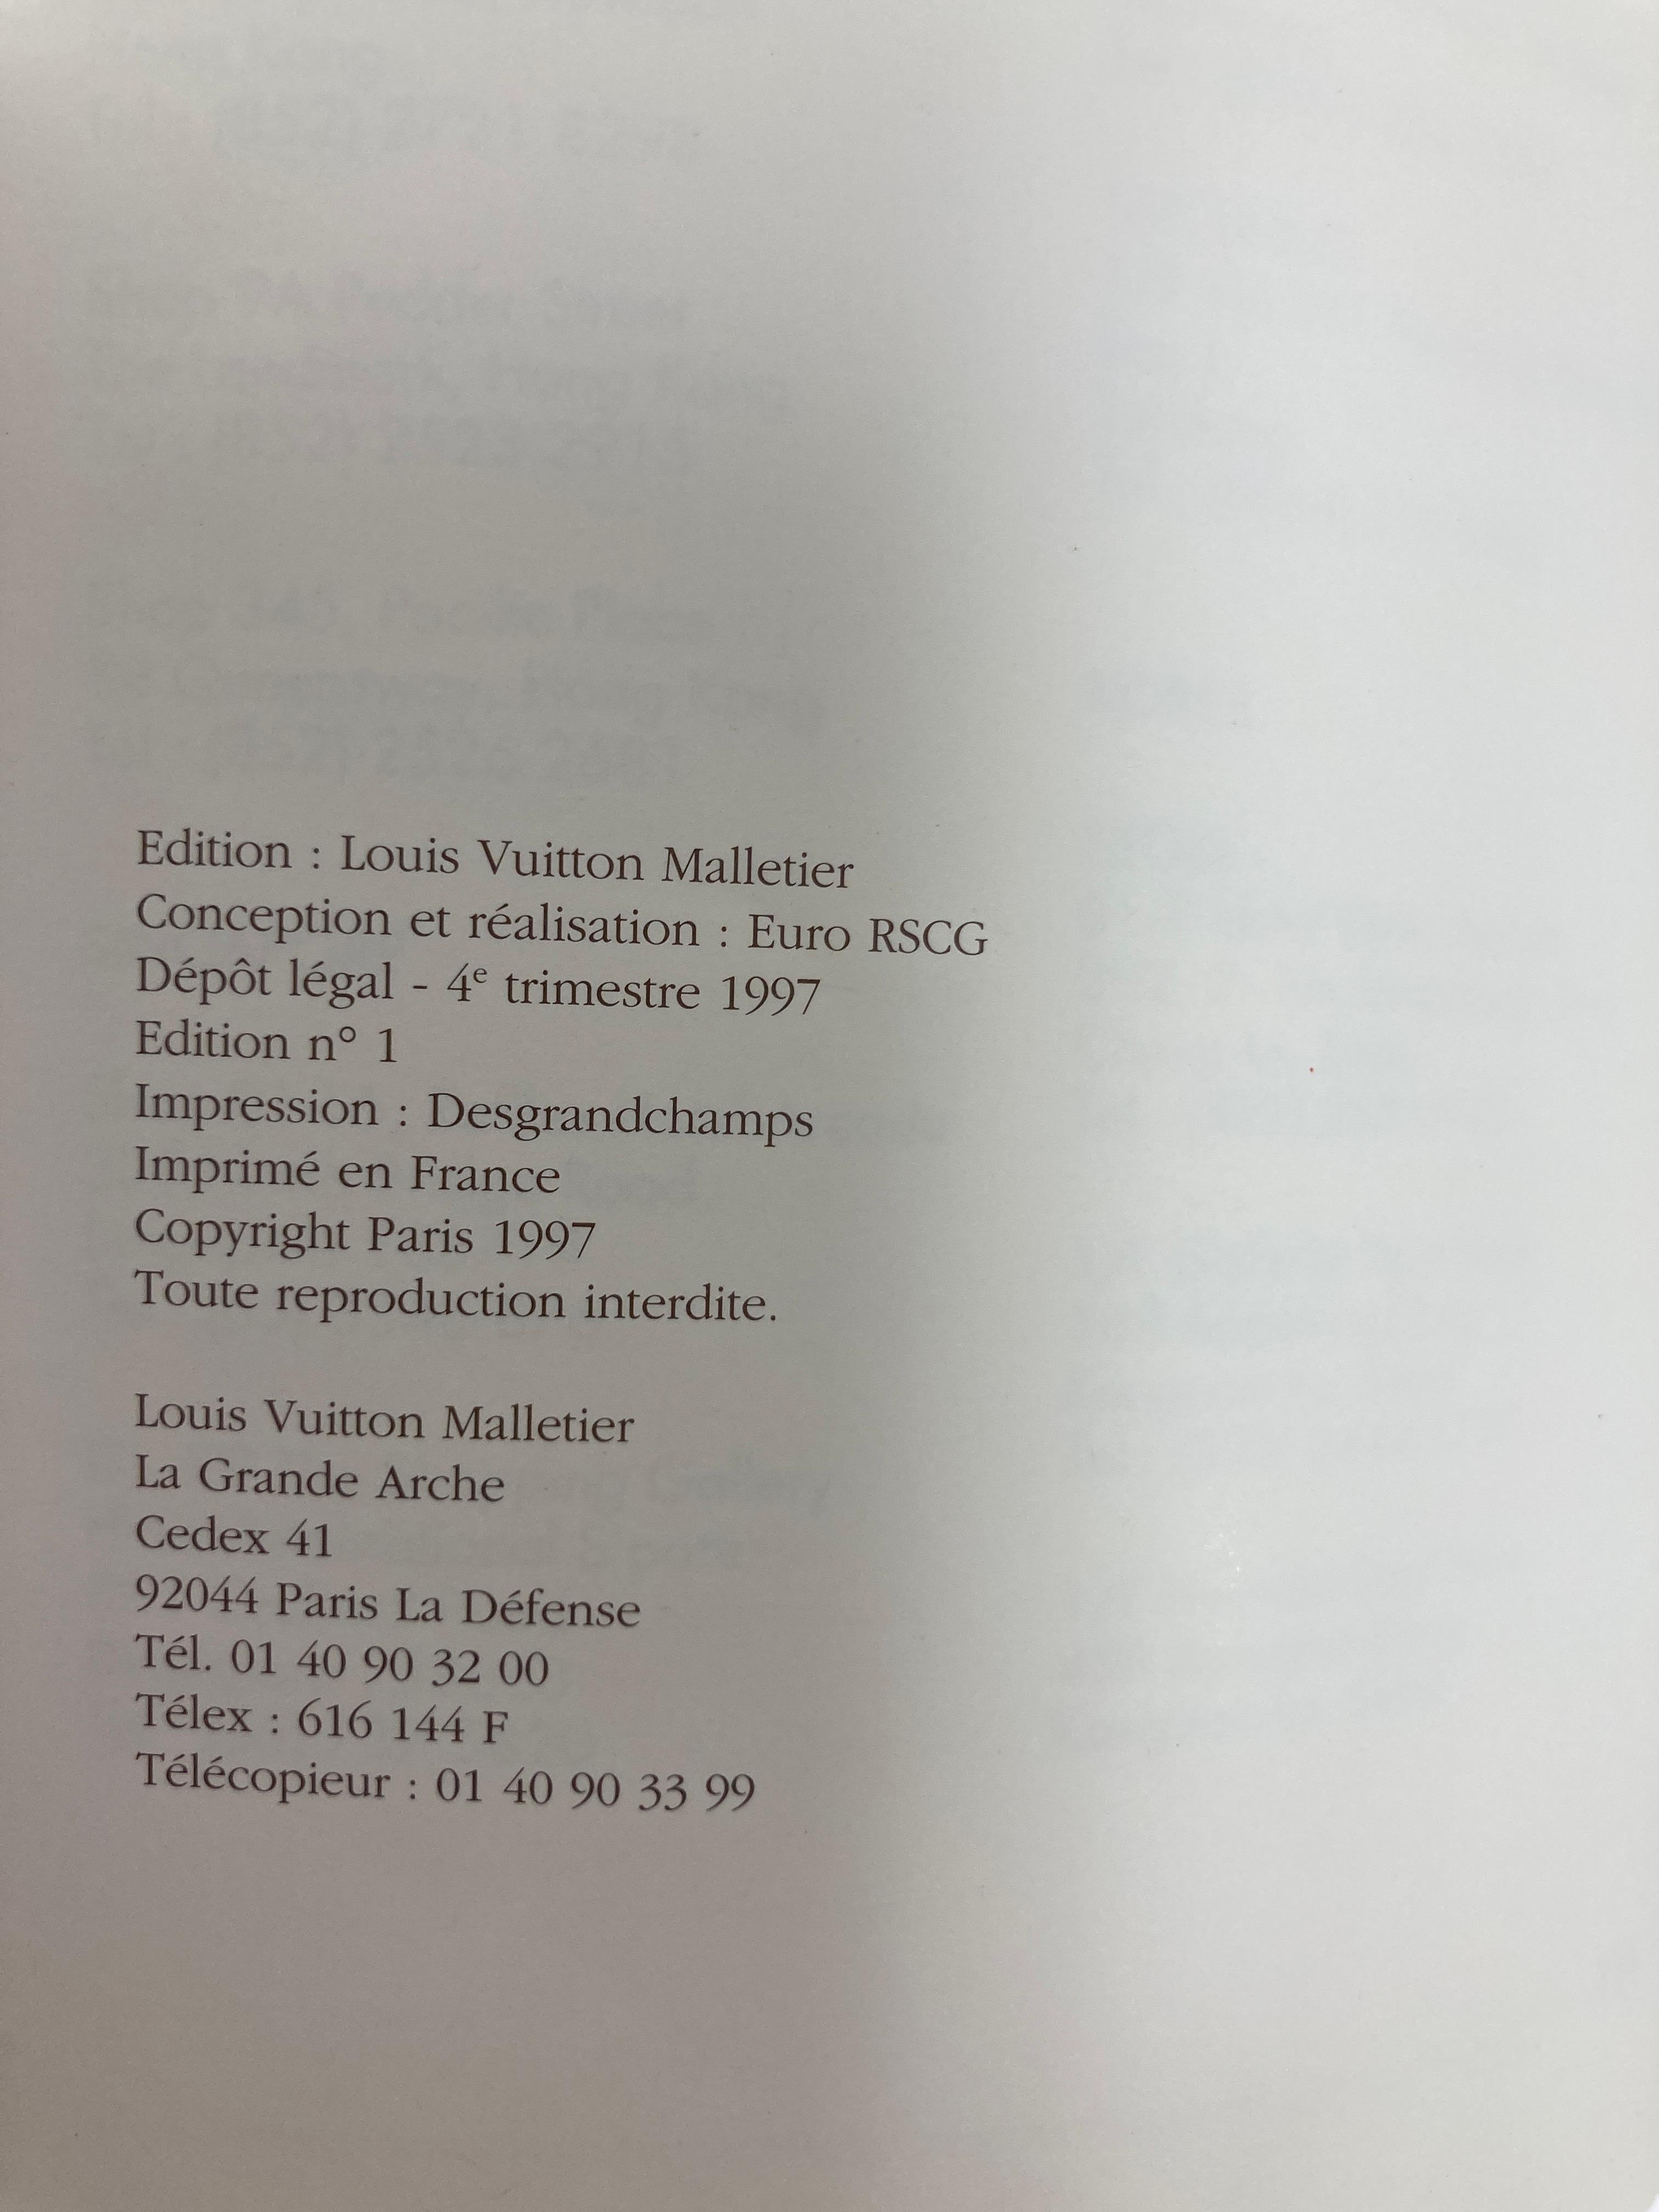 Edition : Louis Vuitton Malletier
Conception et réalisation : Euro RSCG
Dépôt légal - 4e trimestre 1997
Edition n° 1
Impression : Desgrandchamps
Imprimé en France
Copyright Paris 1997
Toute reproduction interdite.
Louis Vuitton Malletier
La Grande Arche
Cedex 41
92044 Paris La Défense
Tél. 01 40 90 32 00
Télex : 616 144 F
Télécopieur : 01 40 90 33 99